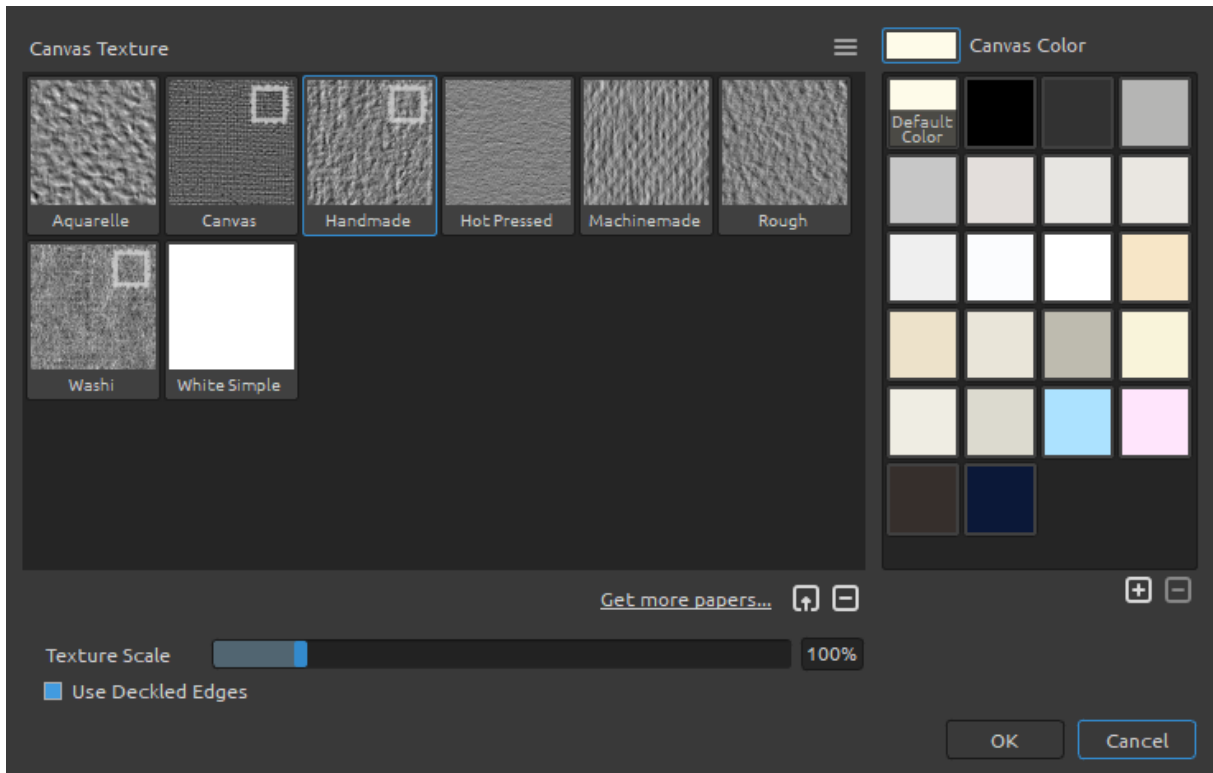 Canvas Texture
Canvas Color
Aquarelle
Canvas
Handmade
Hot Pressed
Machinemade
Rough
Washi
White Simple
Default
Color
Get more papers...
Texture Scale
100%
Use Deckled Edges
OK
Cancel